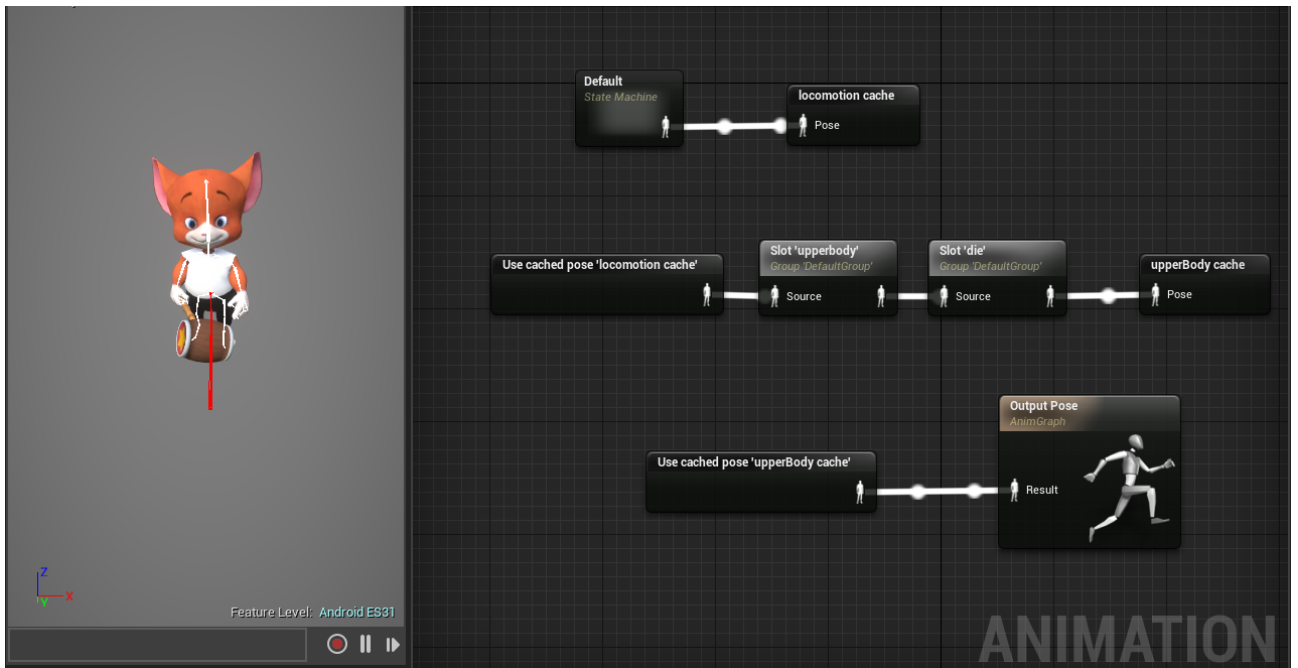 Default
State Machine
locomotion cache
Pose
Use cached pose 'locomotion cache'
Slot 'upperbody'
Group 'DefaultGroup'
Source
Slot 'die'
Group 'DefaultGroup'
Source
upperBody cache
Pose
Use cached pose 'upperBody cache'
Output Pose
AnimGraph
Result
Z
X
Y
Feature Level: Android ES31
ANIMATION